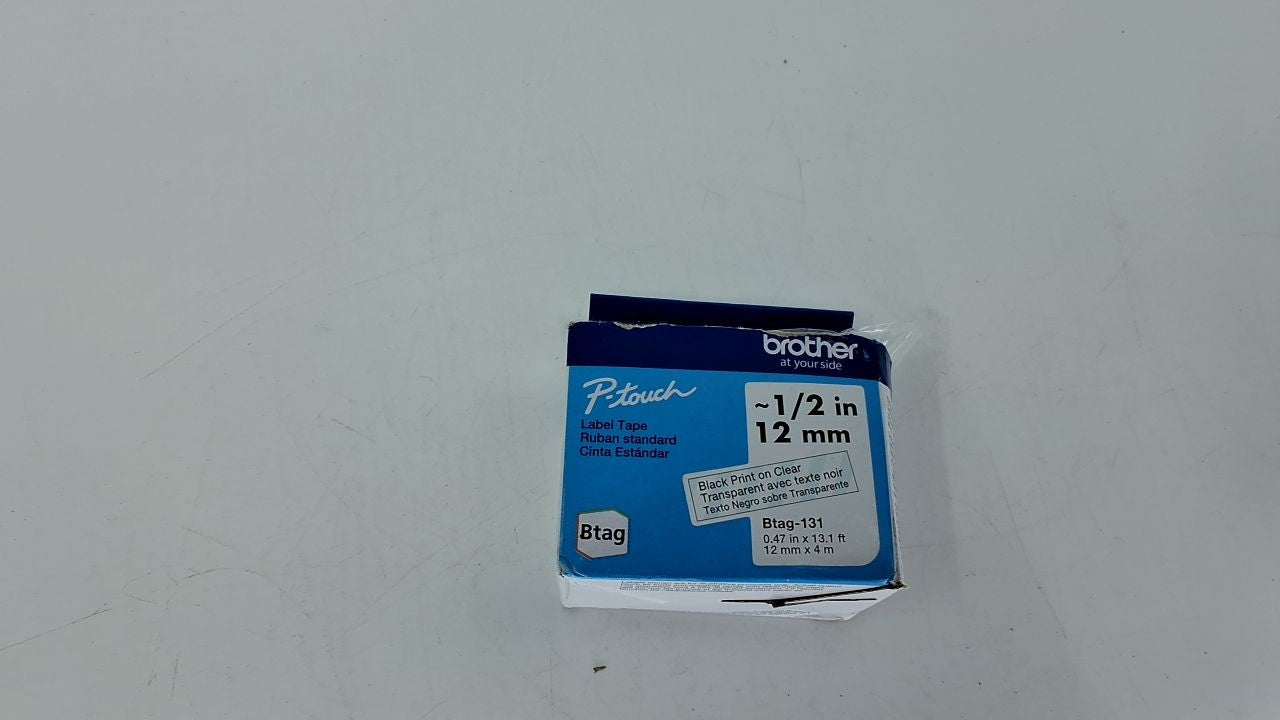 brother
at your side
P-touch
Label Tape
Ruban standard
Cinta Estándar
~1/2 in
12 mm
Black Print on Clear
Transparent avec texte noir
Texto Negro sobre Transparente
Btag
Btag-131
0.47 in x 13.1 ft
12 mm x 4 m